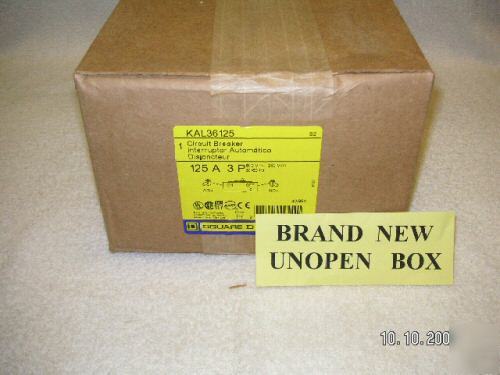 KAL36125
1 Circuit Breaker
Interruptor Automático
Disjoncteur
125 A 3 P
SQUARE D
BRAND NEW
UNOPEN BOX
10.10.200